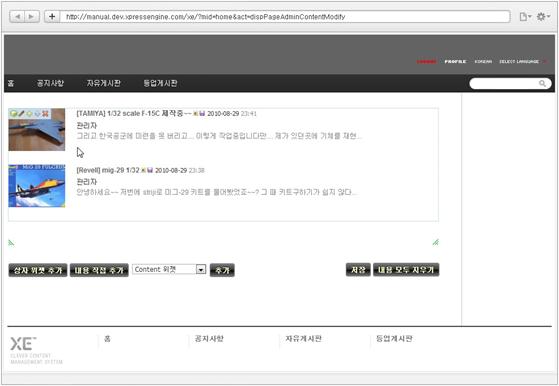 http://manual.dev.xpressengine.com/xe/?mid=home&act=dispPageAdminContentModify
PROFILE KOREAN SELECT LANGUAGE
홈 공지사항 자유게시판 등업게시판
[TAMIYA] 1/32 scale F-15C 제작중~~ 2010-08-29 23:41
관리자
그리고 한국공군에 미련을 못 버리고... 이렇게 작업중입니다만... 제가 있던곳에 기체를 재현...
[Revell] mig-29 1/32 2010-08-29 23:38
관리자
안녕하세요~~ 저번에 striji로 미그-29 키트를 물어봤었죠~~? 그 때 키트구하기가 쉽지 않다...
상자 위젯 추가 내용 직접 추가 Content 위젯 추가 저장 내용 모두 지우기
XE 홈 공지사항 자유게시판 등업게시판
CLEVER CONTENT
MANAGEMENT SYSTEM